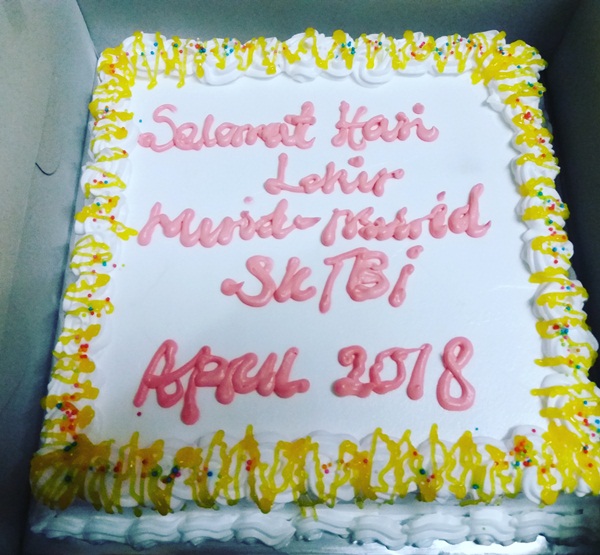 Selamat Hari
Lahir
Murid-Murid
SKTBI
APRIL 2018